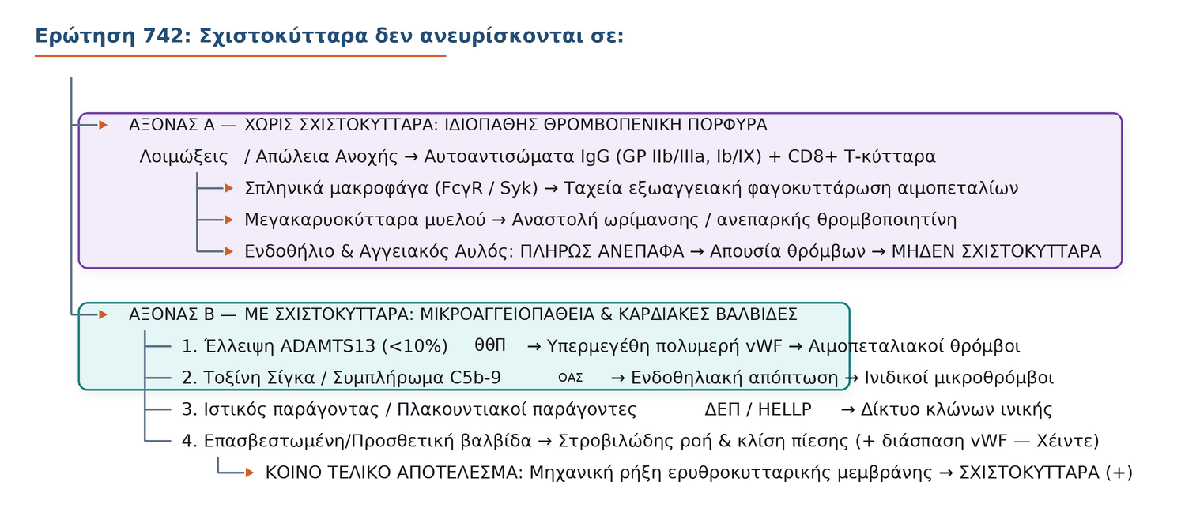 Ερώτηση 742: Σχιστοκύτταρα δεν ανευρίσκονται σε:
ΑΞΟΝΑΣ Α — ΧΩΡΙΣ ΣΧΙΣΤΟΚΥΤΤΑΡΑ: ΙΔΙΟΠΑΘΗΣ ΘΡΟΜΒΟΠΕΝΙΚΗ ΠΟΡΦΥΡΑ
Λοιμώξεις / Απώλεια Ανοχής → Αυτοαντισώματα IgG (GP IIb/IIIa, Ib/IX) + CD8+ T-κύτταρα
Σπληνικά μακροφάγα (FcγR / Syk) → Ταχεία εξωαγγειακή φαγοκυττάρωση αιμοπεταλίων
Μεγακαρυοκύτταρα μυελού → Αναστολή ωρίμανσης / ανεπαρκής θρομβοποιητίνη
Ενδοθήλιο & Αγγειακός Αυλός: ΠΛΗΡΩΣ ΑΝΕΠΑΦΑ → Απουσία θρόμβων → ΜΗΔΕΝ ΣΧΙΣΤΟΚΥΤΤΑΡΑ
ΑΞΟΝΑΣ Β — ΜΕ ΣΧΙΣΤΟΚΥΤΤΑΡΑ: ΜΙΚΡΟΑΓΓΕΙΟΠΑΘΕΙΑ & ΚΑΡΔΙΑΚΕΣ ΒΑΛΒΙΔΕΣ
1. Έλλειψη ADAMTS13 (<10%) ΘΘΠ → Υπερμεγέθη πολυμερή vWF → Αιμοπεταλιακοί θρόμβοι
2. Τοξίνη Σίγκα / Συμπλήρωμα C5b-9 ΟΑΣ → Ενδοθηλιακή απόπτωση → Ινιδικοί μικροθρόμβοι
3. Ιστικός παράγοντας / Πλακουντιακοί παράγοντες ΔΕΠ / HELLP → Δίκτυο κλώνων ινικής
4. Επασβεστωμένη/Προσθετική βαλβίδα → Στροβιλώδης ροή & κλίση πίεσης (+ διάσπαση vWF — Χέιντε)
ΚΟΙΝΟ ΤΕΛΙΚΟ ΑΠΟΤΕΛΕΣΜΑ: Μηχανική ρήξη ερυθροκυτταρικής μεμβράνης → ΣΧΙΣΤΟΚΥΤΤΑΡΑ (+)